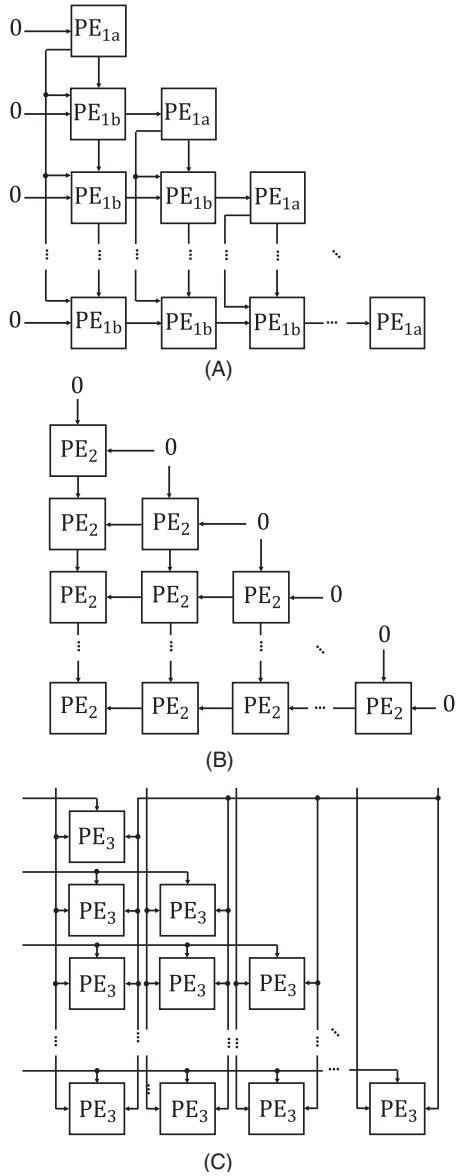 0 PE1a
0 PE1b PE1a
0 PE1b PE1b PE1a
0 PE1b PE1b PE1b ... PE1a
(A)
0
PE2 0
PE2 PE2 0
PE2 PE2 PE2 0
0
PE2 PE2 PE2 ... PE2 0
(B)
PE3
PE3 PE3
PE3 PE3 PE3
...
PE3 PE3 PE3 PE3
(C)